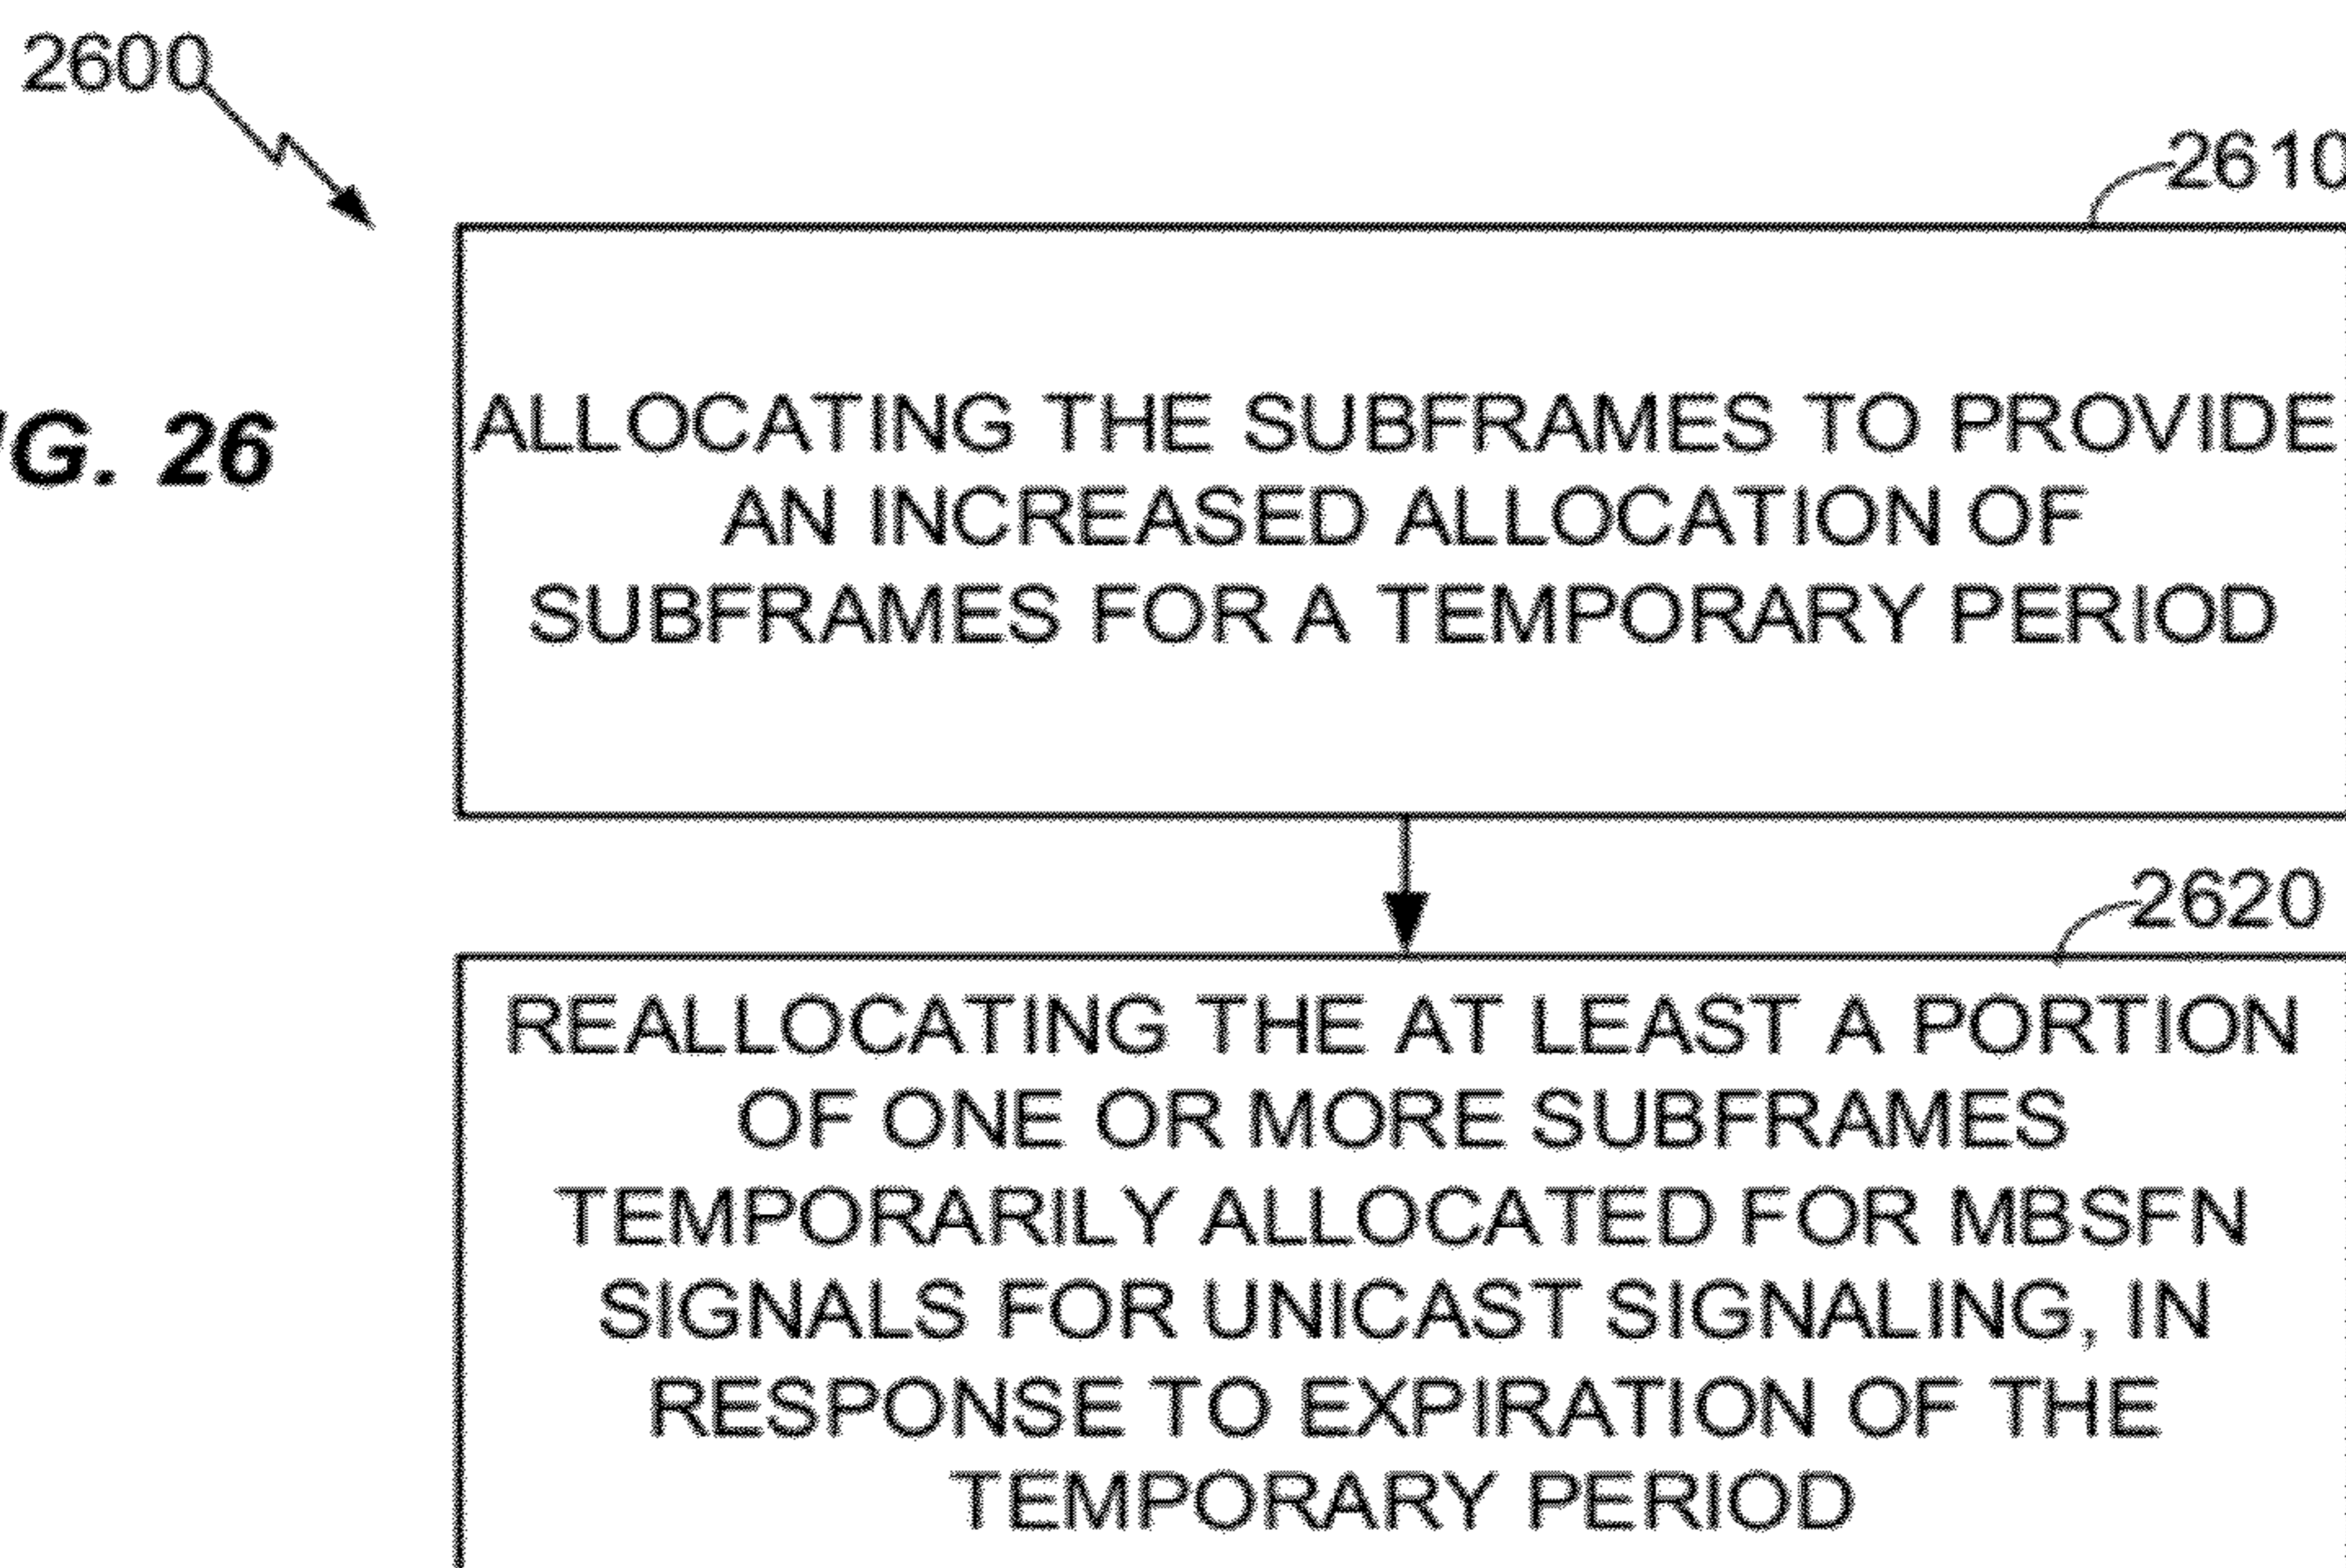 2600
2610
G. 26
ALLOCATING THE SUBFRAMES TO PROVIDE
AN INCREASED ALLOCATION OF
SUBFRAMES FOR A TEMPORARY PERIOD
2620
REALLOCATING THE AT LEAST A PORTION
OF ONE OR MORE SUBFRAMES
TEMPORARILY ALLOCATED FOR MBSFN
SIGNALS FOR UNICAST SIGNALING, IN
RESPONSE TO EXPIRATION OF THE
TEMPORARY PERIOD